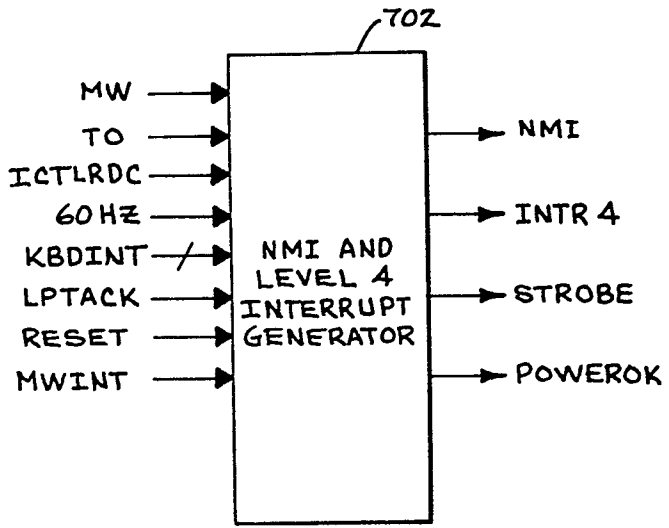 702
MW
TO
ICTLRDC
60HZ
KBDINT
LPTACK
RESET
MWINT
NMI AND
LEVEL 4
INTERRUPT
GENERATOR
NMI
INTR 4
STROBE
POWEROK